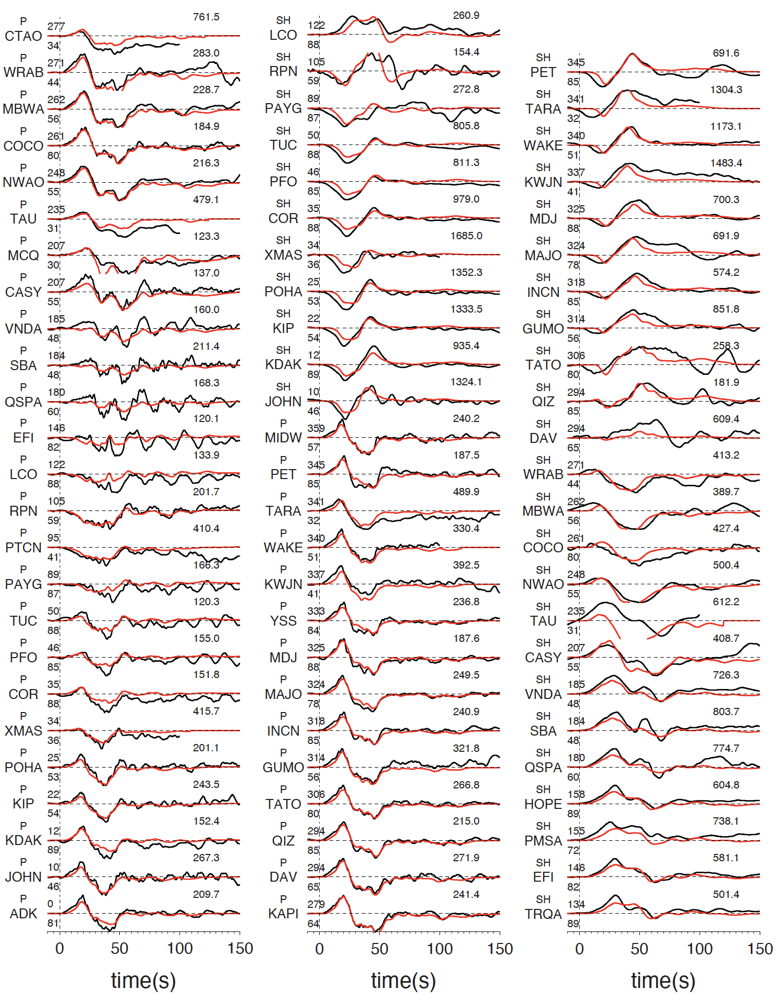 P 761.5
277
CTAO
34
P 283.0
271
WRAB
44
P 228.7
262
MBWA
56
P 184.9
261
COCO
80
P 216.3
248
NWAO
55
P 479.1
235
TAU
31
P 123.3
207
MCQ
30
P 137.0
207
CASY
55
P 160.0
185
VNDA
48
P 211.4
184
SBA
48
P 168.3
180
QSPA
60
P 120.1
146
EFI
82
P 133.9
122
LCO
88
P 201.7
105
RPN
59
P 410.4
95
PTCN
41
P 166.3
89
PAYG
87
P 120.3
50
TUC
88
P 155.0
46
PFO
85
P 151.8
35
COR
88
P 415.7
34
XMAS
36
P 201.1
25
POHA
53
P 243.5
22
KIP
54
P 152.4
12
KDAK
89
P 267.3
10
JOHN
46
P 209.7
0
ADK
81
0 50 100 150
time(s)
SH 260.9
122
LCO
88
SH 154.4
105
RPN
59
SH 272.8
89
PAYG
87
SH 805.8
50
TUC
88
SH 811.3
46
PFO
85
SH 979.0
35
COR
88
SH 1685.0
34
XMAS
36
SH 1352.3
25
POHA
53
SH 1333.5
22
KIP
54
SH 935.4
12
KDAK
89
SH 1324.1
10
JOHN
46
P 240.2
359
MIDW
57
P 187.5
345
PET
85
P 489.9
341
TARA
32
P 330.4
340
WAKE
51
P 392.5
337
KWJN
41
P 236.8
333
YSS
84
P 187.6
325
MDJ
88
P 249.5
324
MAJO
78
P 240.9
318
INCN
85
P 321.8
314
GUMO
56
P 266.8
306
TATO
80
P 215.0
294
QIZ
85
P 271.9
294
DAV
65
P 241.4
279
KAPI
64
0 50 100 150
time(s)
SH 691.6
345
PET
85
SH 1304.3
341
TARA
32
SH 1173.1
340
WAKE
51
SH 1483.4
337
KWJN
41
SH 700.3
325
MDJ
88
SH 691.9
324
MAJO
78
SH 574.2
318
INCN
85
SH 851.8
314
GUMO
56
SH 258.3
306
TATO
80
SH 181.9
294
QIZ
85
SH 609.4
294
DAV
65
SH 413.2
271
WRAB
44
SH 389.7
262
MBWA
56
SH 427.4
261
COCO
80
SH 500.4
248
NWAO
55
SH 612.2
235
TAU
31
SH 408.7
207
CASY
55
SH 726.3
185
VNDA
48
SH 803.7
184
SBA
48
SH 774.7
180
QSPA
60
SH 604.8
158
HOPE
89
SH 738.1
155
PMSA
72
SH 581.1
146
EFI
82
SH 501.4
134
TRQA
89
0 50 100 150
time(s)